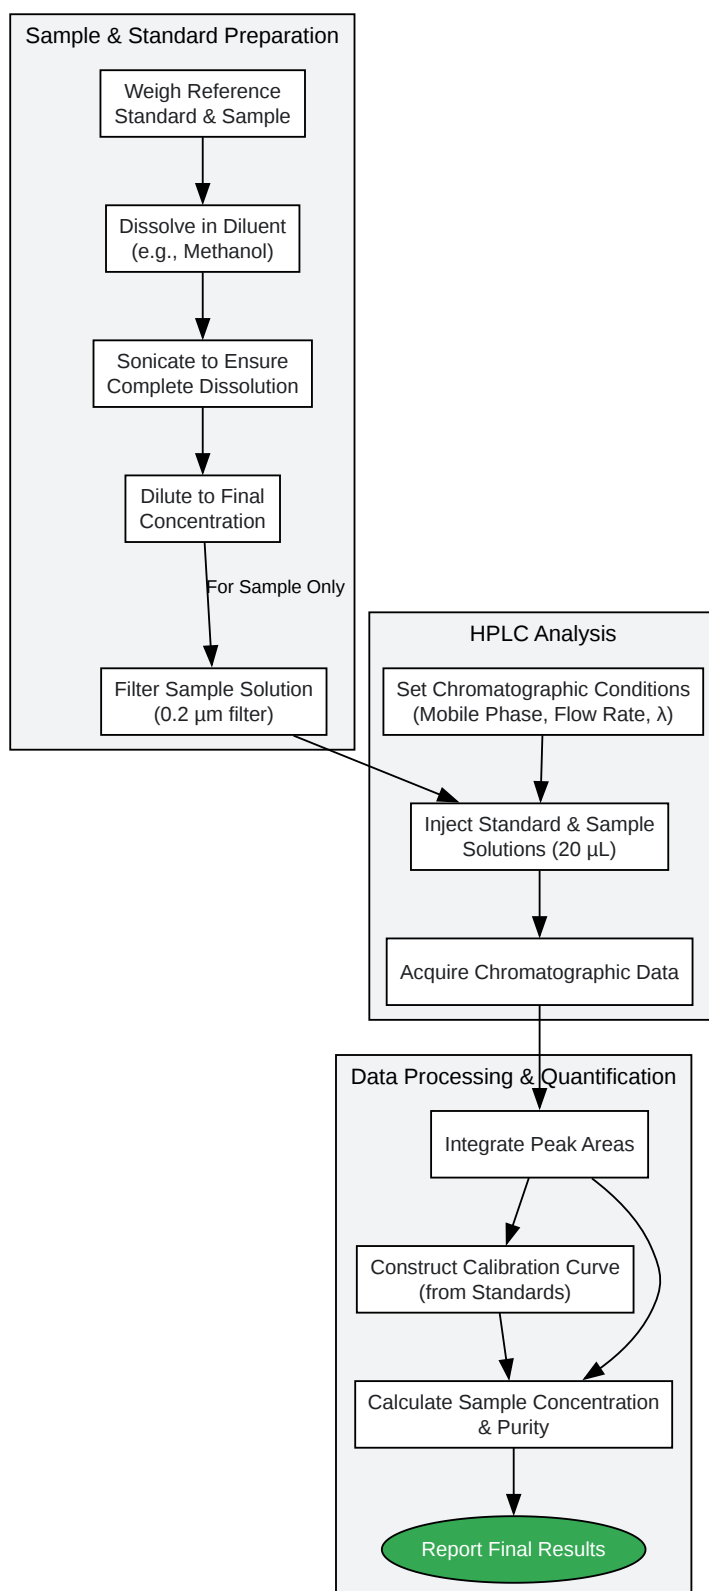 Sample & Standard Preparation
Weigh Reference
Standard & Sample
Dissolve in Diluent
(e.g., Methanol)
Sonicate to Ensure
Complete Dissolution
Dilute to Final
Concentration
For Sample Only
Filter Sample Solution
(0.2 µm filter)
HPLC Analysis
Set Chromatographic Conditions
(Mobile Phase, Flow Rate, λ)
Inject Standard & Sample
Solutions (20 µL)
Acquire Chromatographic Data
Data Processing & Quantification
Integrate Peak Areas
Construct Calibration Curve
(from Standards)
Calculate Sample Concentration
& Purity
Report Final Results